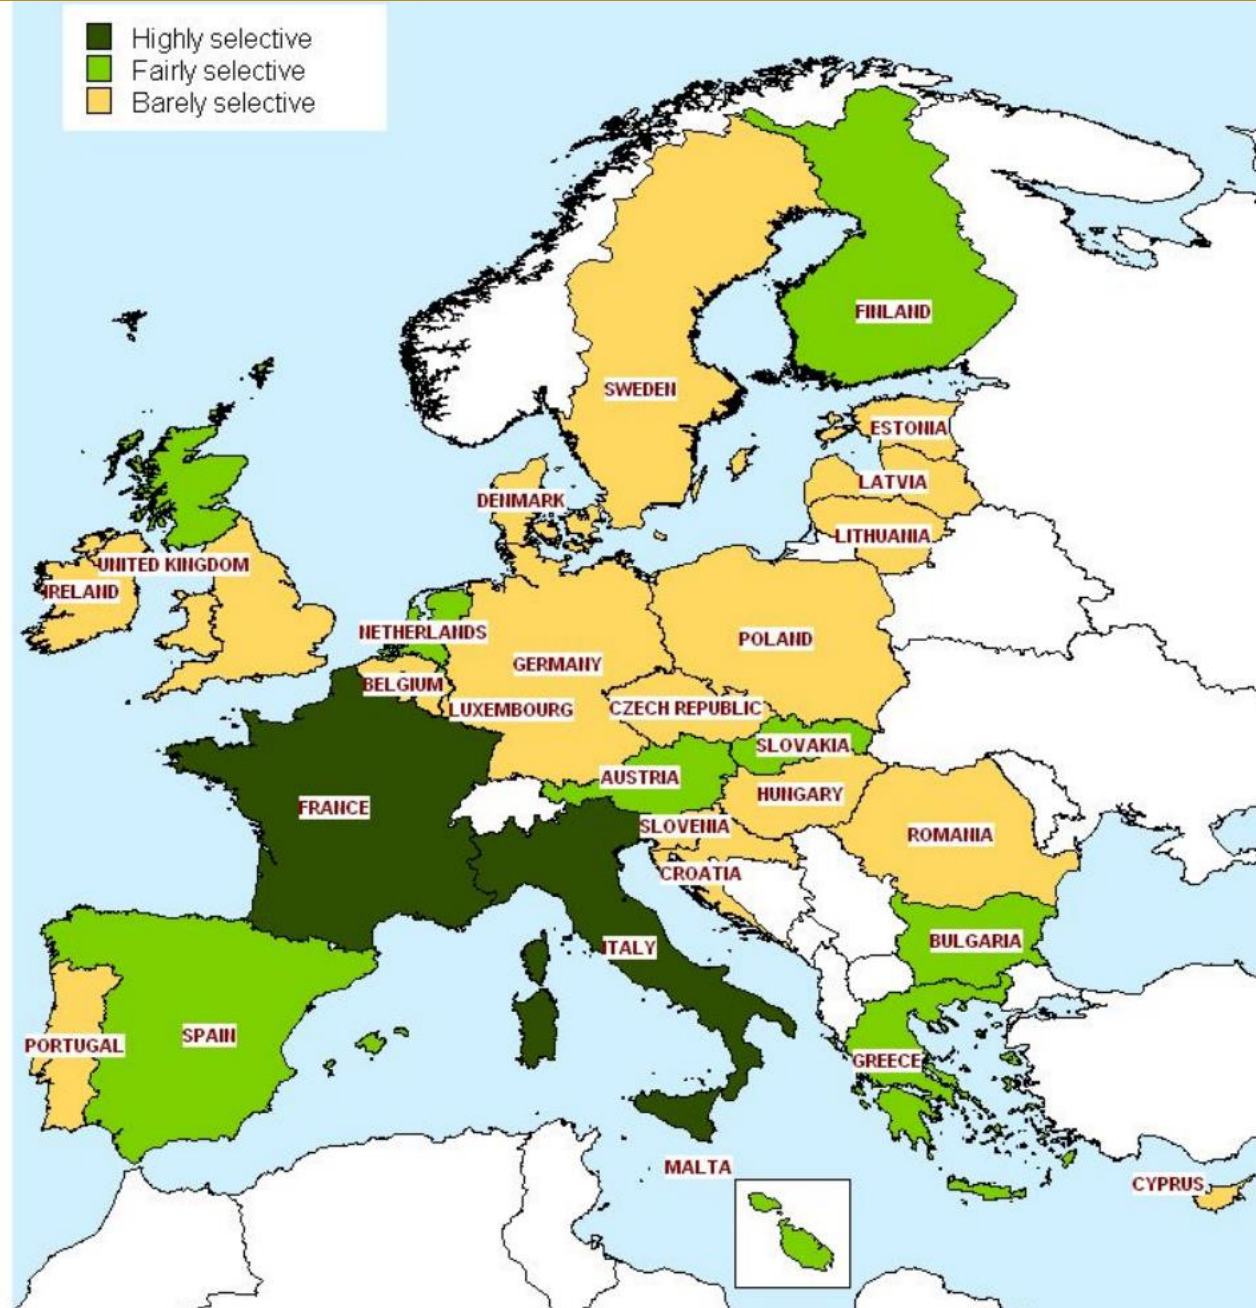 Highly selective
Fairly selective
Barely selective
FINLAND
SWEDEN
ESTONIA
LATVIA
DENMARK
LITHUANIA
UNITED KINGDOM
IRELAND
NETHERLANDS
POLAND
GERMANY
BELGIUM
LUXEMBOURG
CZECH REPUBLIC
SLOVAKIA
AUSTRIA
HUNGARY
FRANCE
SLOVENIA
ROMANIA
CROATIA
BULGARIA
ITALY
SPAIN
PORTUGAL
GREECE
MALTA
CYPRUS